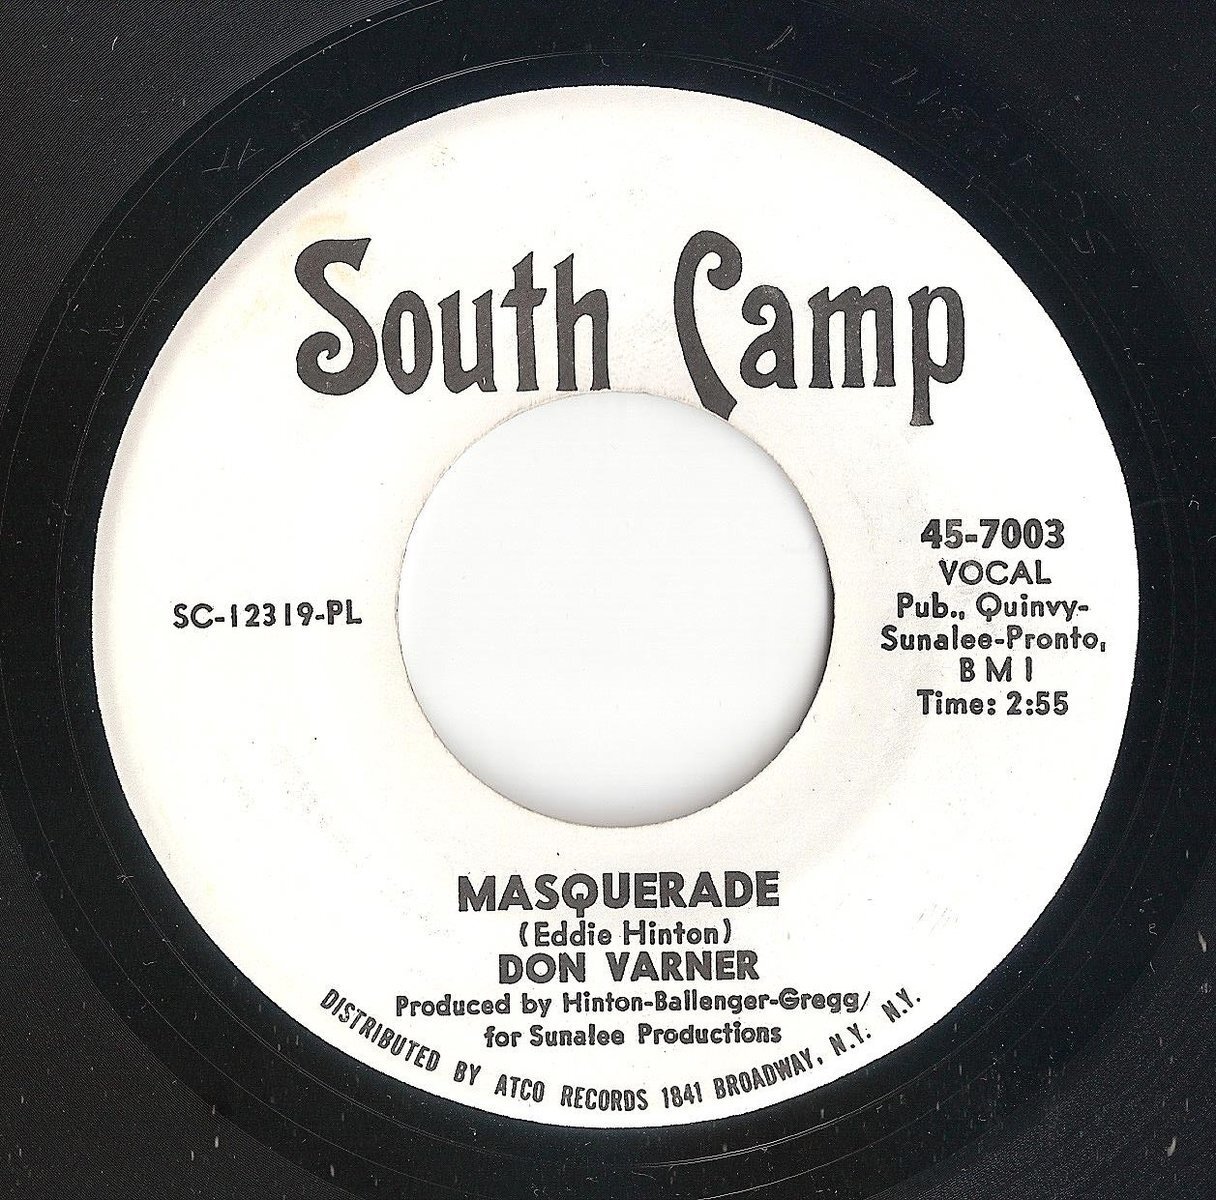 South Camp
45-7003
VOCAL
Pub., Quinvy-
Sunalee-Pronto,
BMI
Time: 2:55
SC-12319-PL
MASQUERADE
(Eddie Hinton)
DON VARNER
Produced by Hinton-Ballenger-Gregg/
for Sunalee Productions
DISTRIBUTED BY ATCO RECORDS 1841 BROADWAY, N.Y. N.Y.